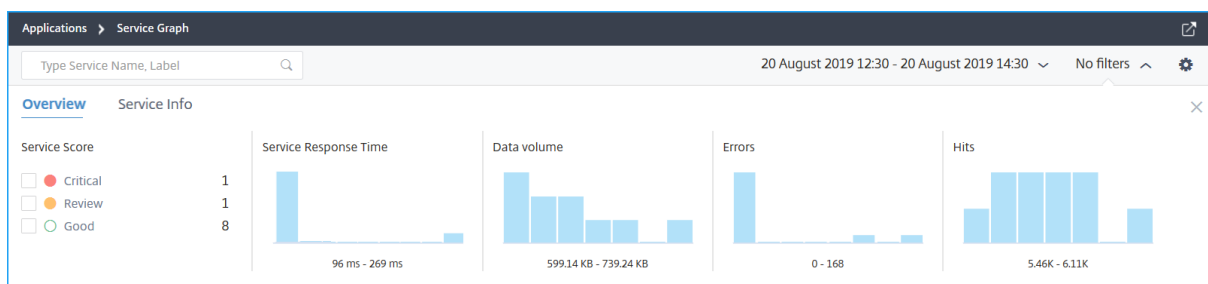 Applications > Service Graph
Type Service Name, Label
20 August 2019 12:30 - 20 August 2019 14:30
No filters
Overview Service Info
Service Score
Critical 1
Review 1
Good 8
Service Response Time
96 ms - 269 ms
Data volume
599.14 KB - 739.24 KB
Errors
0 - 168
Hits
5.46K - 6.11K